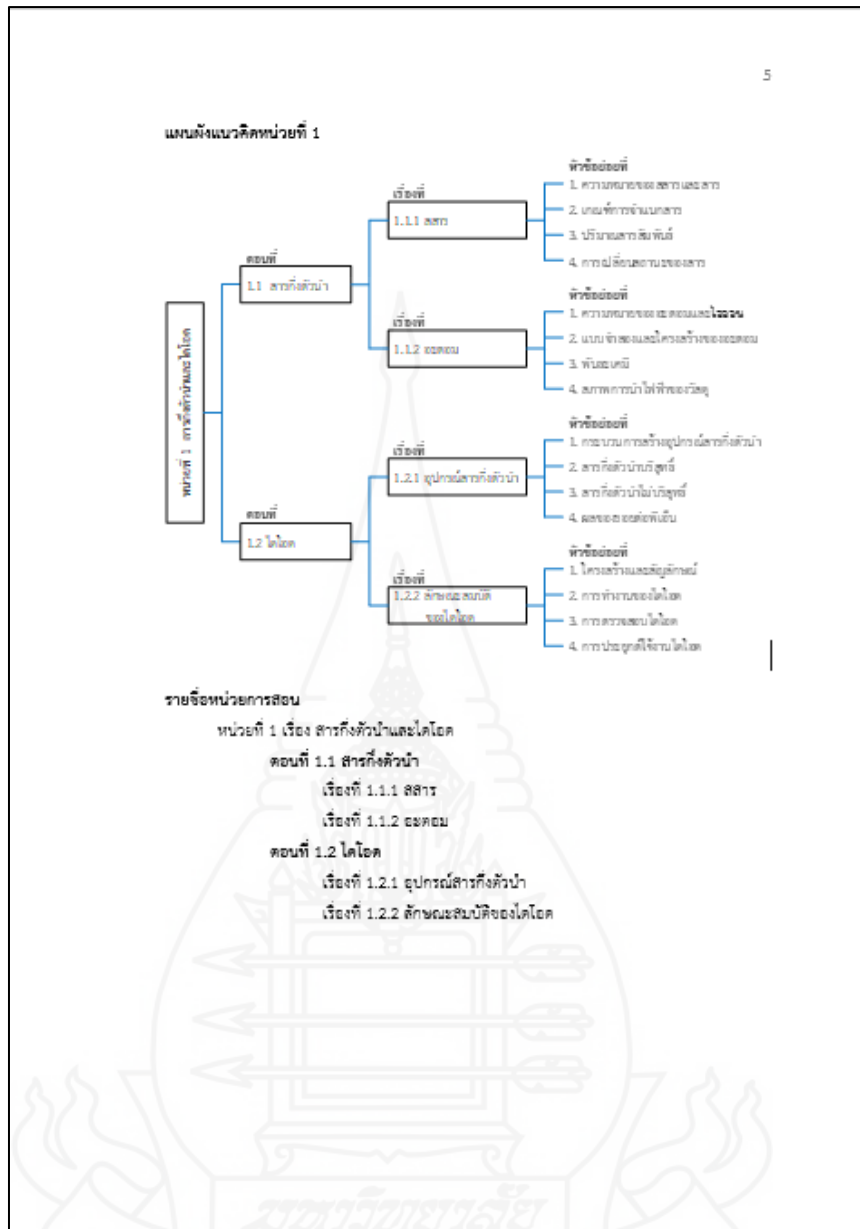 5
แผนผังแนวคิดหน่วยที่ 1
หน่วยที่ 1 สารกึ่งตัวนำและไดโอด
ตอนที่
1.1 สารกึ่งตัวนำ
เรื่องที่
1.1.1 สสาร
หัวข้อย่อยที่
1. ความหมายของสสารและสาร
2. เกณฑ์การจำแนกสาร
3. ปริมาณสารสัมพันธ์
4. การเปลี่ยนสถานะของสาร
เรื่องที่
1.1.2 อะตอม
หัวข้อย่อยที่
1. ความหมายของอะตอมและไอออน
2. แบบจำลองและโครงสร้างของอะตอม
3. พันธะเคมี
4. สภาพการนำไฟฟ้าของวัสดุ
ตอนที่
1.2 ไดโอด
เรื่องที่
1.2.1 อุปกรณ์สารกึ่งตัวนำ
หัวข้อย่อยที่
1. กระบวนการสร้างอุปกรณ์สารกึ่งตัวนำ
2. สารกึ่งตัวนำบริสุทธิ์
3. สารกึ่งตัวนำไม่บริสุทธิ์
4. ผลของรอยต่อพีเอ็น
เรื่องที่
1.2.2 ลักษณะสมบัติ
ของไดโอด
หัวข้อย่อยที่
1. โครงสร้างและสัญลักษณ์
2. การทำงานของไดโอด
3. การตรวจสอบไดโอด
4. การประยุกต์ใช้งานไดโอด
รายชื่อหน่วยการสอน
หน่วยที่ 1 เรื่อง สารกึ่งตัวนำและไดโอด
ตอนที่ 1.1 สารกึ่งตัวนำ
เรื่องที่ 1.1.1 สสาร
เรื่องที่ 1.1.2 อะตอม
ตอนที่ 1.2 ไดโอด
เรื่องที่ 1.2.1 อุปกรณ์สารกึ่งตัวนำ
เรื่องที่ 1.2.2 ลักษณะสมบัติของไดโอด
มหาวิทยาลัย